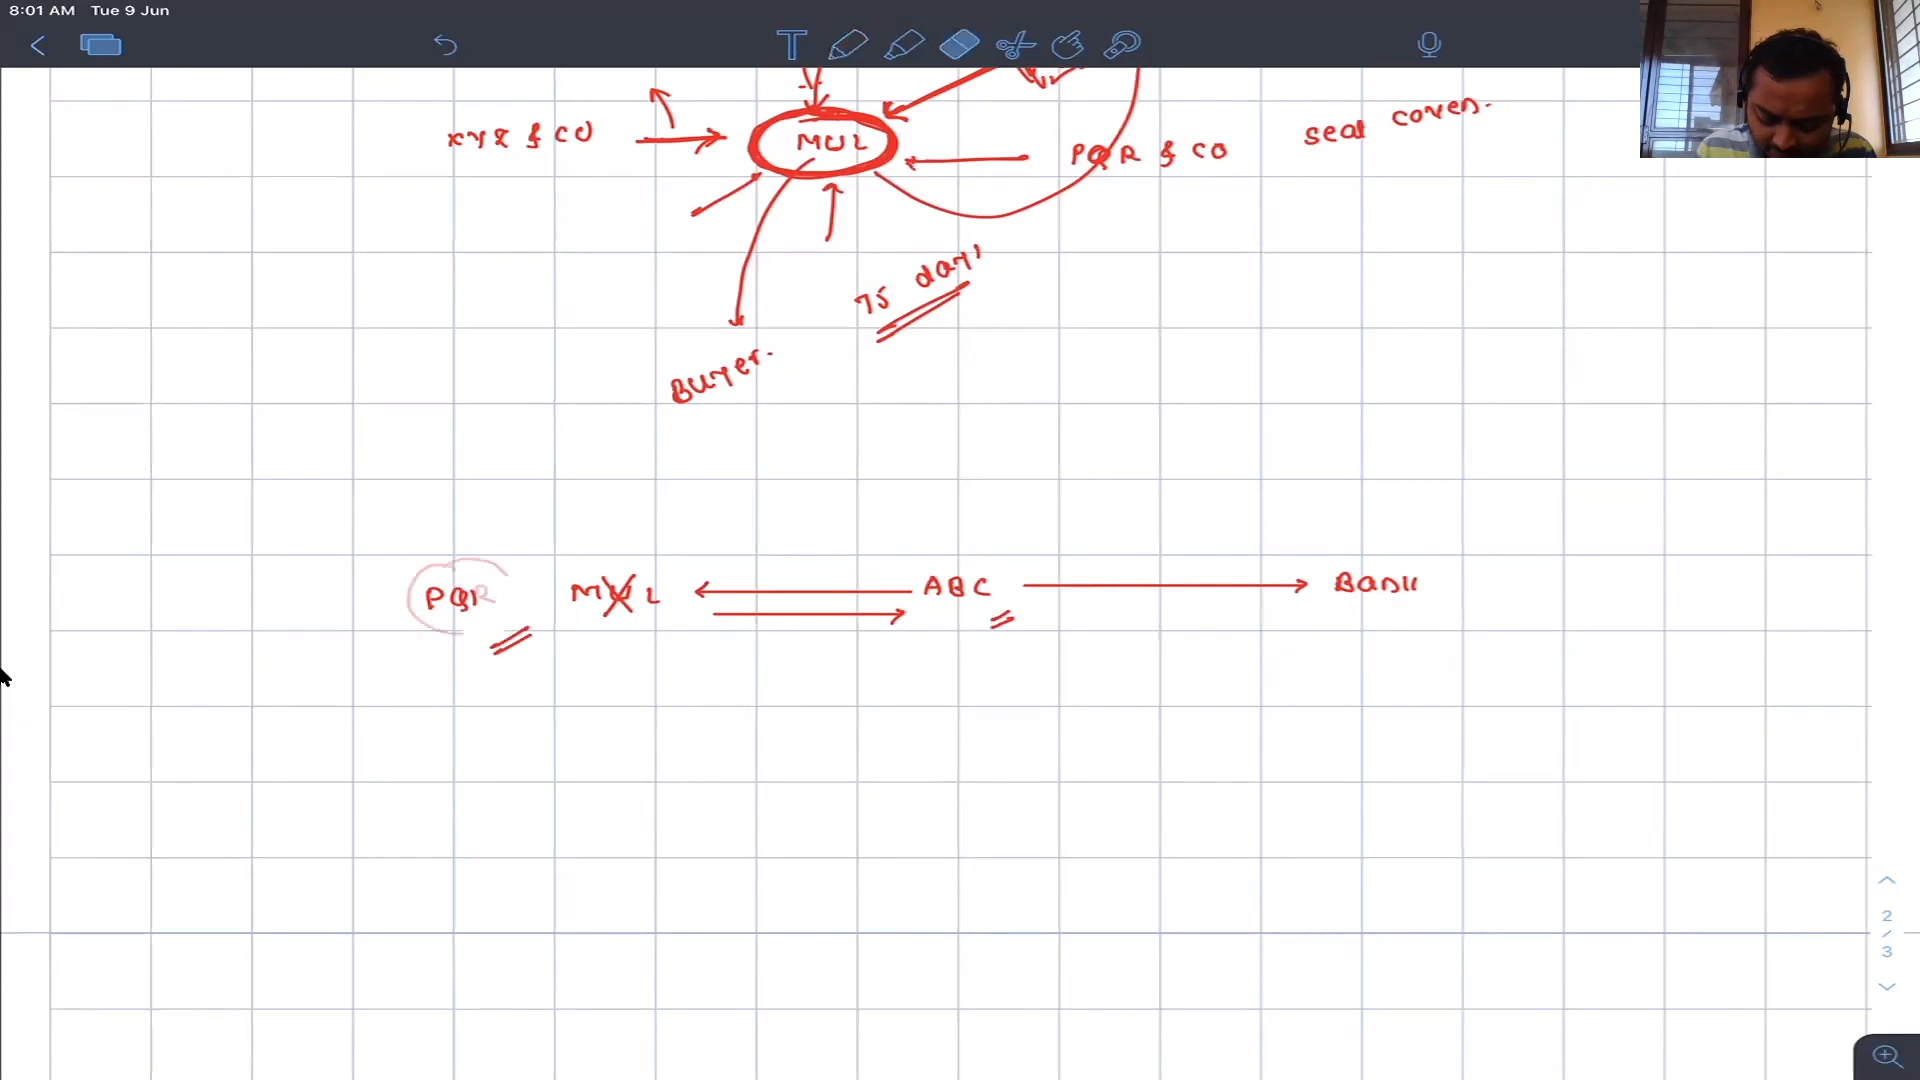 8:01 AM Tue 9 Jun
XYZ & CO MUL PQR & CO seat covers.
75 days
Buyer.
PQR MUL ABC BANK
2
/
3